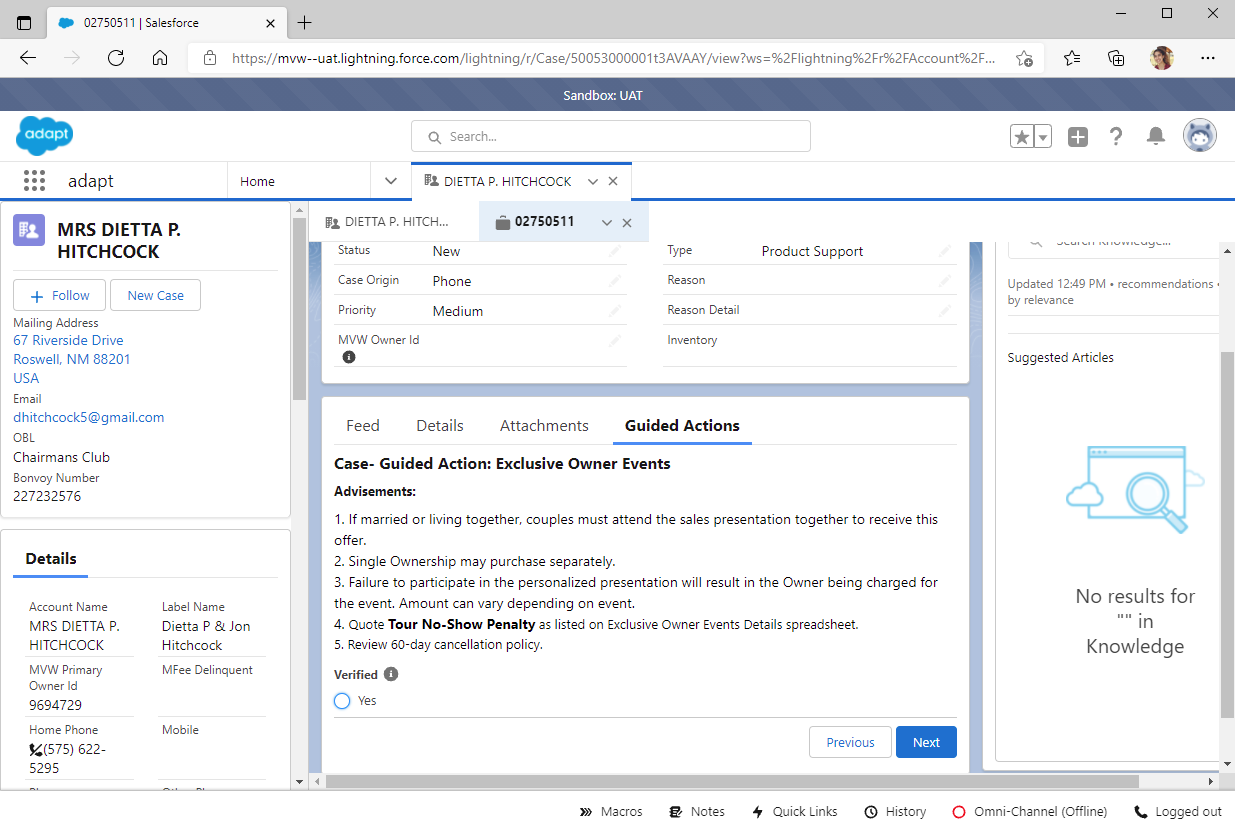 02750511 | Salesforce
https://mvw--uat.lightning.force.com/lightning/r/Case/50053000001t3AVAAY/view?ws=%2Flightning%2Fr%2FAccount%2F...
Sandbox: UAT
adapt
Search...
adapt
Home
DIETTA P. HITCHCOCK
MRS DIETTA P.
HITCHCOCK
Follow
New Case
Mailing Address
67 Riverside Drive
Roswell, NM 88201
USA
Email
dhitchcock5@gmail.com
OBL
Chairmans Club
Bonvoy Number
227232576
Details
Account Name
MRS DIETTA P.
HITCHCOCK
Label Name
Dietta P & Jon
Hitchcock
MVW Primary
Owner Id
9694729
MFee Delinquent
Home Phone
(575) 622-
5295
Mobile
DIETTA P. HITCH...
02750511
Status New
Type Product Support
Case Origin Phone
Reason
Priority Medium
Reason Detail
MVW Owner Id
Inventory
Feed Details Attachments Guided Actions
Case- Guided Action: Exclusive Owner Events
Advisements:
1. If married or living together, couples must attend the sales presentation together to receive this
offer.
2. Single Ownership may purchase separately.
3. Failure to participate in the personalized presentation will result in the Owner being charged for
the event. Amount can vary depending on event.
4. Quote Tour No-Show Penalty as listed on Exclusive Owner Events Details spreadsheet.
5. Review 60-day cancellation policy.
Verified
Yes
Previous
Next
Search Knowledge...
Updated 12:49 PM • recommendations •
by relevance
Suggested Articles
No results for
"" in
Knowledge
Macros
Notes
Quick Links
History
Omni-Channel (Offline)
Logged out